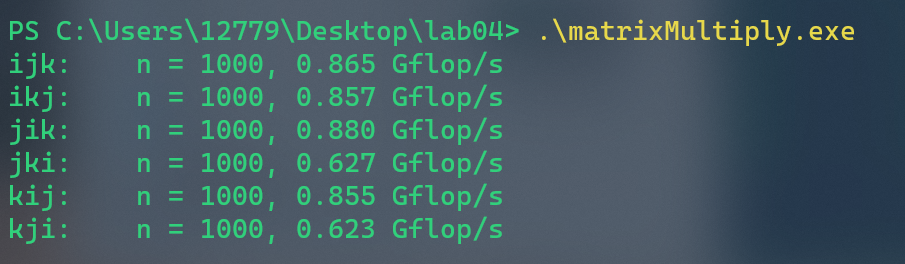 PS C:\Users\12779\Desktop\lab04> .\matrixMultiply.exe
ijk:    n = 1000, 0.865 Gflop/s
ikj:    n = 1000, 0.857 Gflop/s
jik:    n = 1000, 0.880 Gflop/s
jki:    n = 1000, 0.627 Gflop/s
kij:    n = 1000, 0.855 Gflop/s
kji:    n = 1000, 0.623 Gflop/s